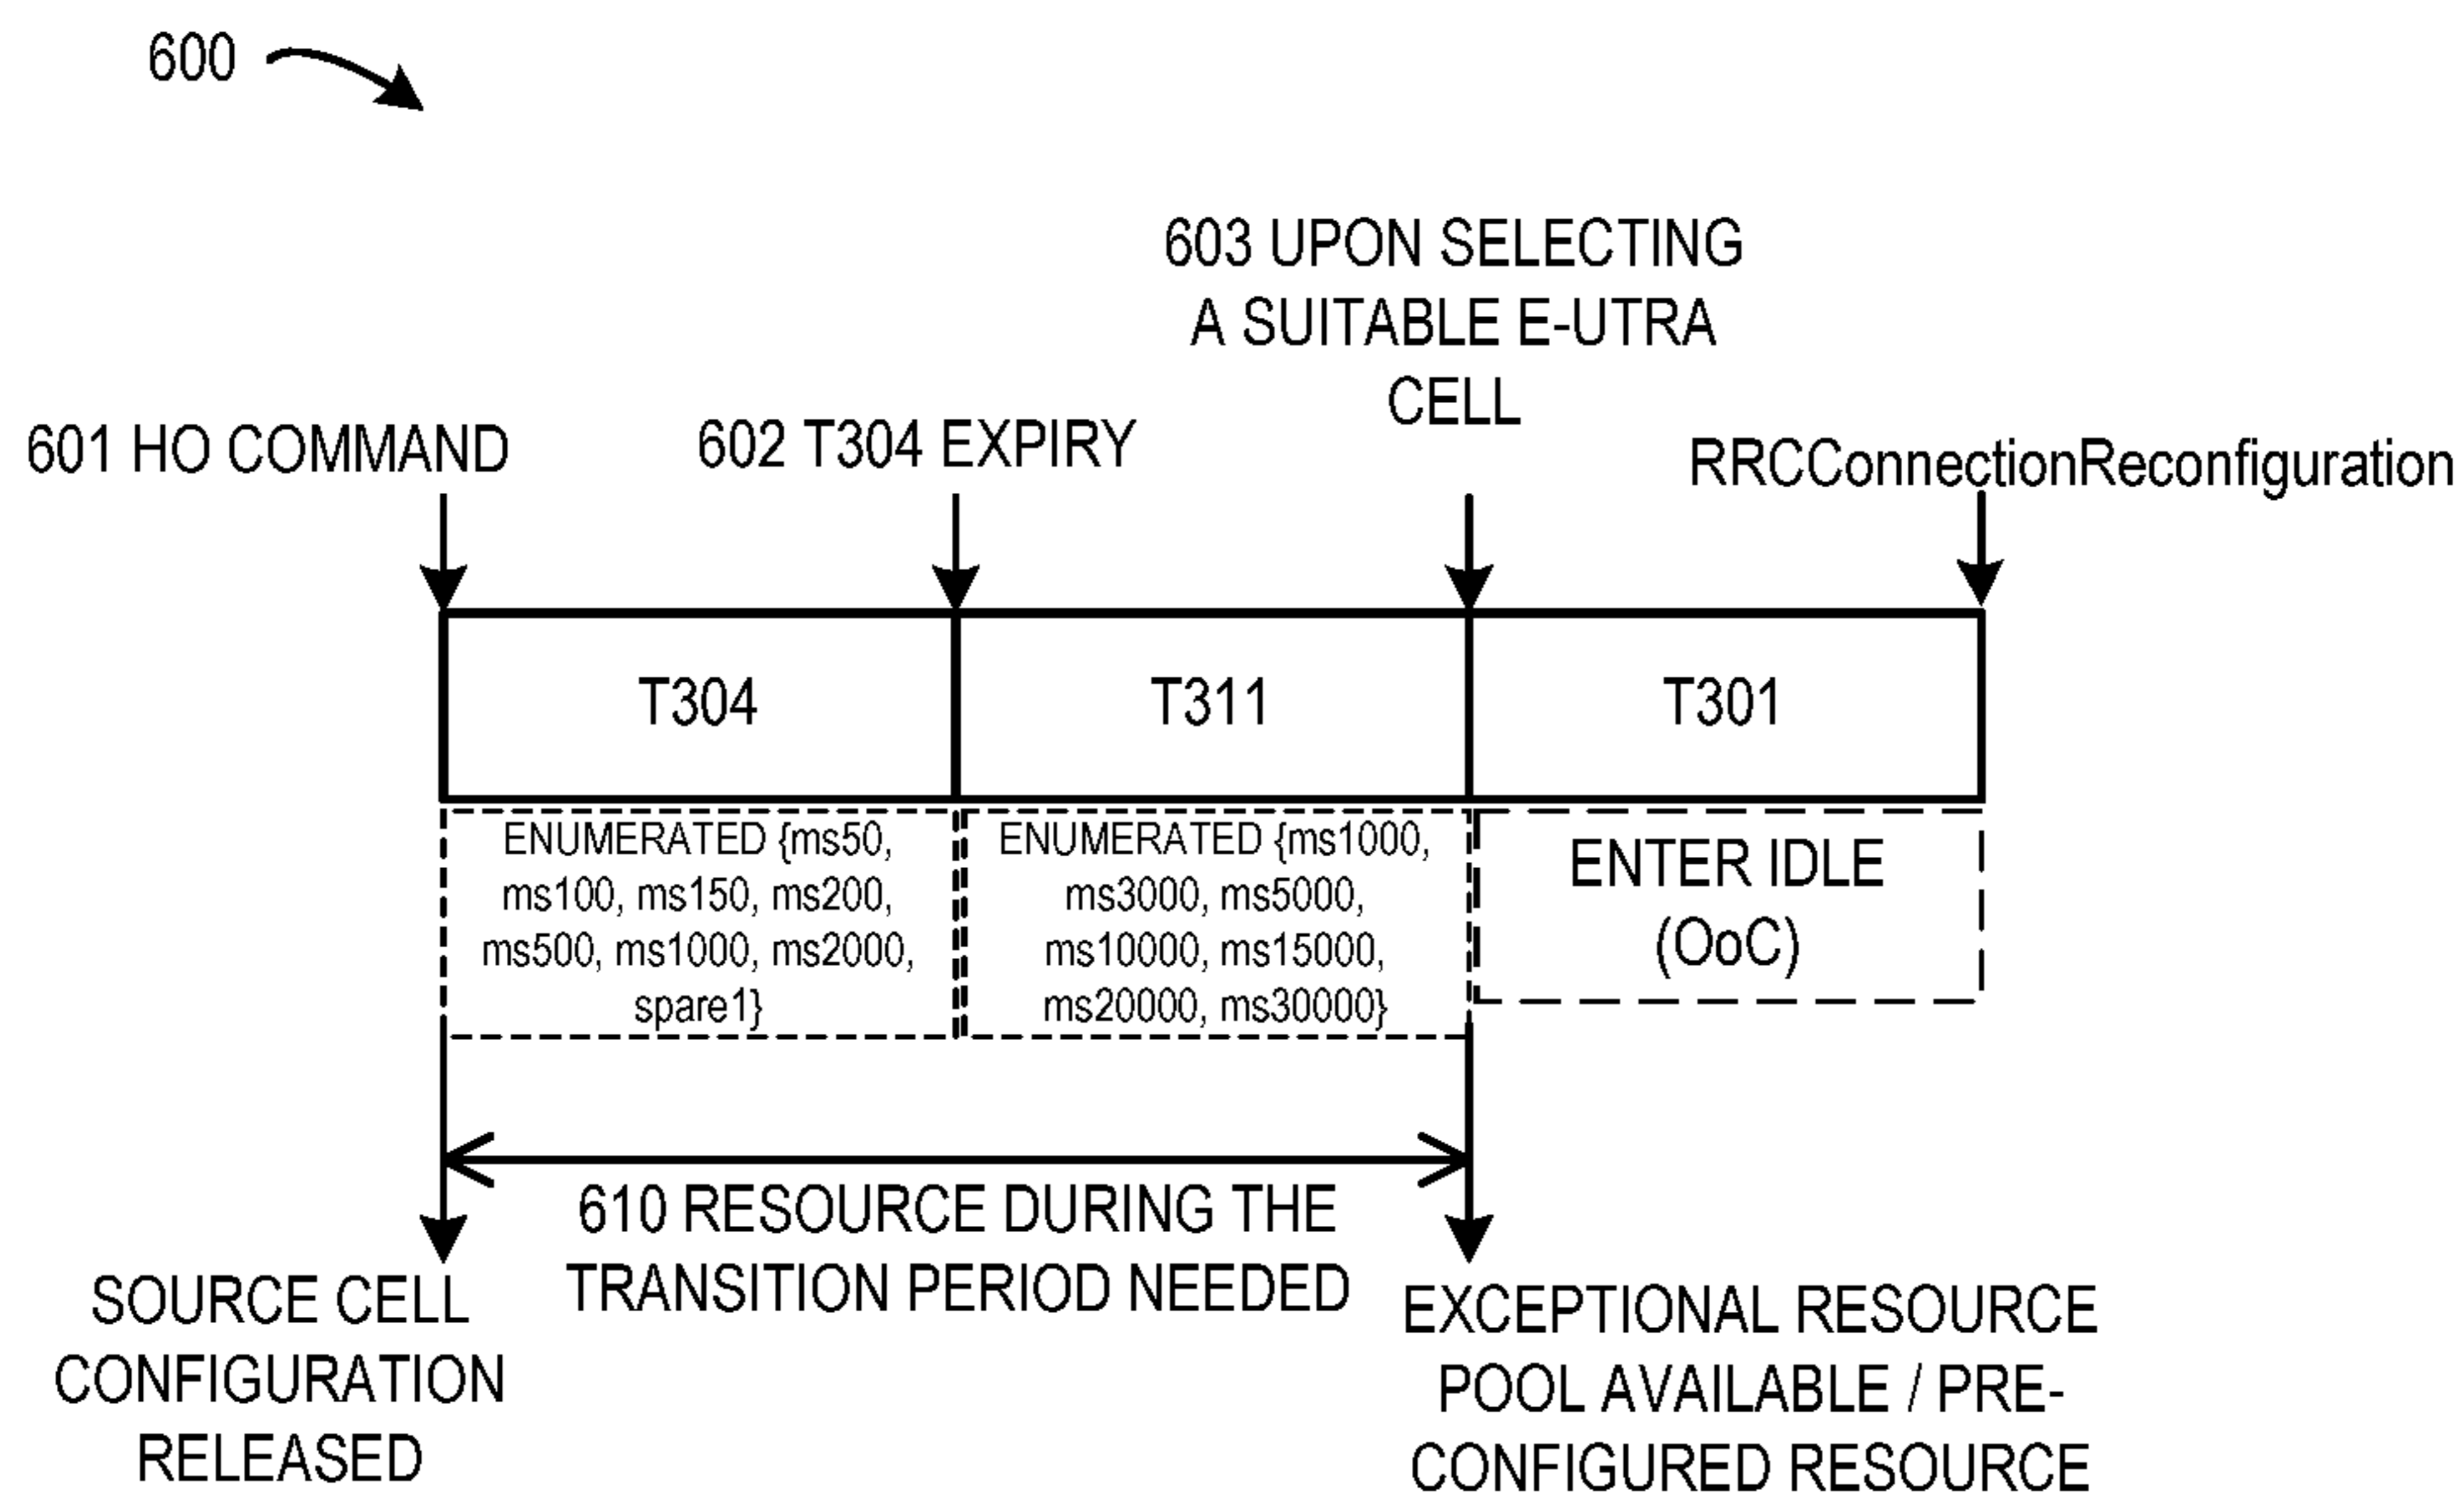 600
603 UPON SELECTING
A SUITABLE E-UTRA
CELL
601 HO COMMAND
602 T304 EXPIRY
RRCConnectionReconfiguration
T304
T311
T301
ENUMERATED {ms50,
ms100, ms150, ms200,
ms500, ms1000, ms2000,
spare1}
ENUMERATED {ms1000,
ms3000, ms5000,
ms10000, ms15000,
ms20000, ms30000}
ENTER IDLE
(OoC)
610 RESOURCE DURING THE
TRANSITION PERIOD NEEDED
SOURCE CELL
CONFIGURATION
RELEASED
EXCEPTIONAL RESOURCE
POOL AVAILABLE / PRE-
CONFIGURED RESOURCE